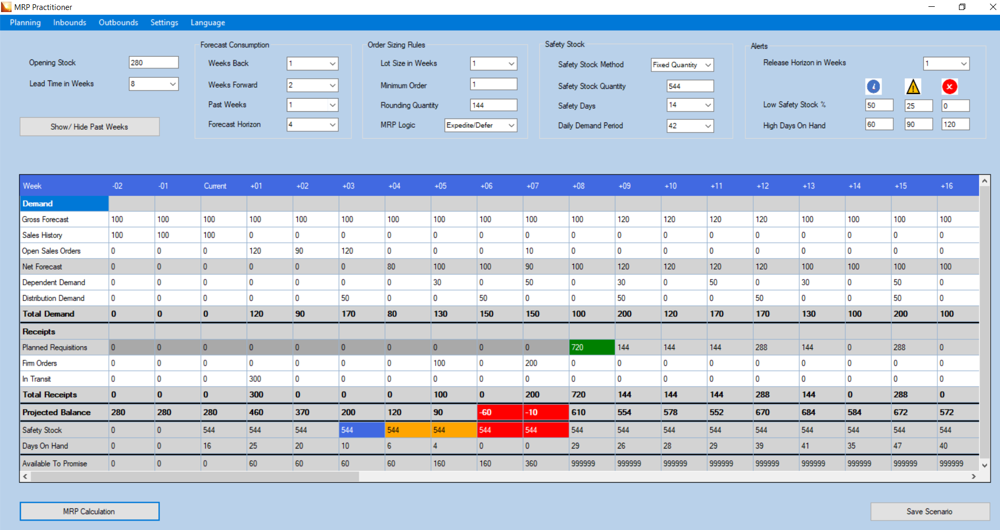 MRP Practitioner
Planning Inbounds Outbounds Settings Language
Forecast Consumption Order Sizing Rules Safety Stock Alerts
Opening Stock 280 Weeks Back 1 Lot Size in Weeks 1 Safety Stock Method Fixed Quantity Release Horizon in Weeks 1
Lead Time in Weeks 8 Weeks Forward 2 Minimum Order 1 Safety Stock Quantity 544
Past Weeks 1 Rounding Quantity 144 Safety Days 14 Low Safety Stock % 50 25 0
Show/ Hide Past Weeks Forecast Horizon 4 MRP Logic Expedite/Defer Daily Demand Period 42 High Days On Hand 60 90 120
Week -02 -01 Current +01 +02 +03 +04 +05 +06 +07 +08 +09 +10 +11 +12 +13 +14 +15 +16
Demand
Gross Forecast 100 100 100 100 100 100 100 100 100 100 100 120 120 120 120 100 100 100 100
Sales History 100 100 100 0 0 0 0 0 0 0 0 0 0 0 0 0 0 0 0
Open Sales Orders 0 0 0 120 90 120 0 0 0 10 0 0 0 0 0 0 0 0 0
Net Forecast 0 0 0 0 0 0 80 100 100 90 100 120 120 120 120 100 100 100 100
Dependent Demand 0 0 0 0 0 0 0 30 0 50 0 30 0 50 0 30 0 50 0
Distribution Demand 0 0 0 0 0 50 0 0 50 0 0 50 0 0 50 0 0 50 0
Total Demand 0 0 0 120 90 170 80 130 150 150 100 200 120 170 170 130 100 200 100
Receipts
Planned Requisitions 0 0 0 0 0 0 0 0 0 0 720 144 144 144 288 144 0 288 0
Firm Orders 0 0 0 0 0 0 0 100 0 200 0 0 0 0 0 0 0 0 0
In Transit 0 0 0 300 0 0 0 0 0 0 0 0 0 0 0 0 0 0 0
Total Receipts 0 0 0 300 0 0 0 100 0 200 720 144 144 144 288 144 0 288 0
Projected Balance 280 280 280 460 370 200 120 90 -60 -10 610 554 578 552 670 684 584 672 572
Safety Stock 0 0 544 544 544 544 544 544 544 544 544 544 544 544 544 544 544 544 544
Days On Hand 0 0 16 25 20 10 6 4 0 0 29 26 28 29 39 41 35 47 40
Available To Promise 0 0 0 60 60 60 60 160 160 360 999999 999999 999999 999999 999999 999999 999999 999999 999999
MRP Calculation Save Scenario